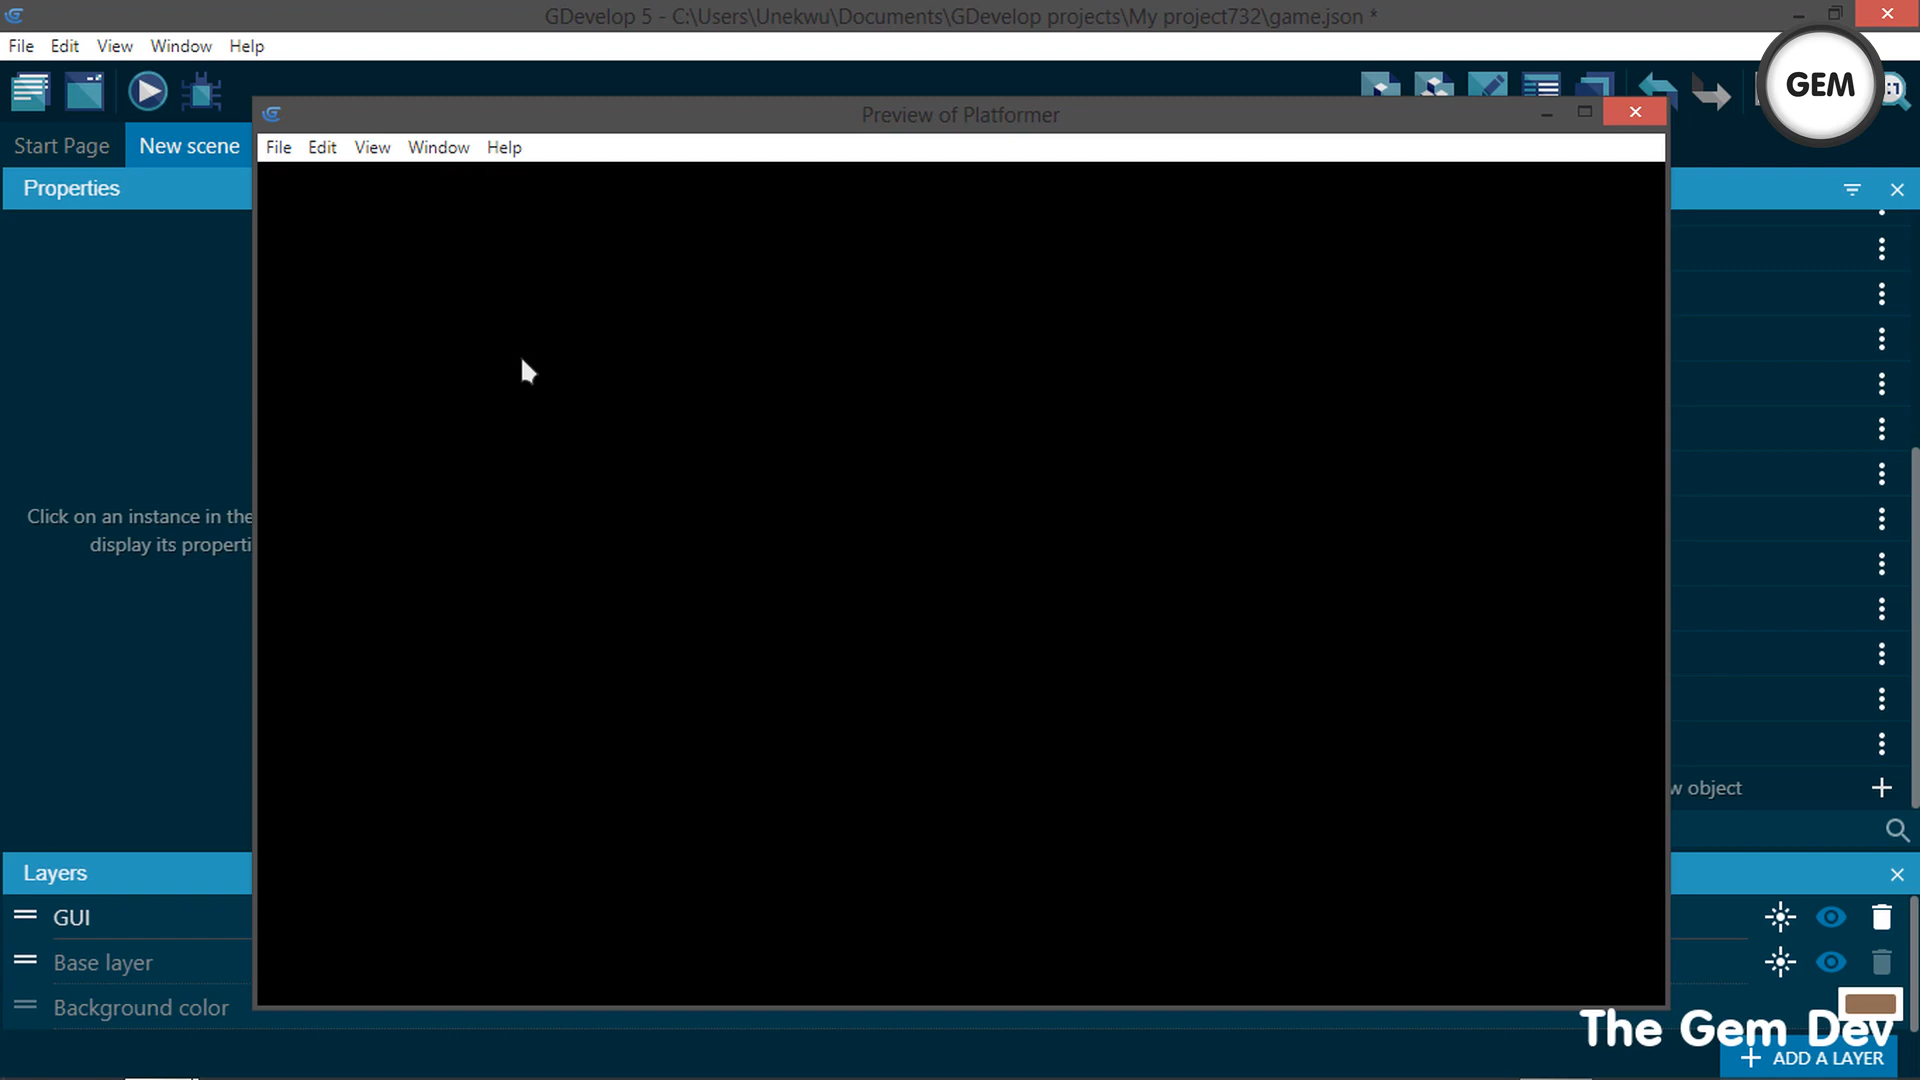 GDevelop 5 - C:\Users\Unekwu\Documents\GDevelop projects\My project732\game.json *
File Edit View Window Help
GEM
:1
Preview of Platformer
Start Page New scene
File Edit View Window Help
Properties
Click on an instance in the
display its properti
w object
Layers
GUI
Base layer
Background color
The Gem Dev
ADD A LAYER